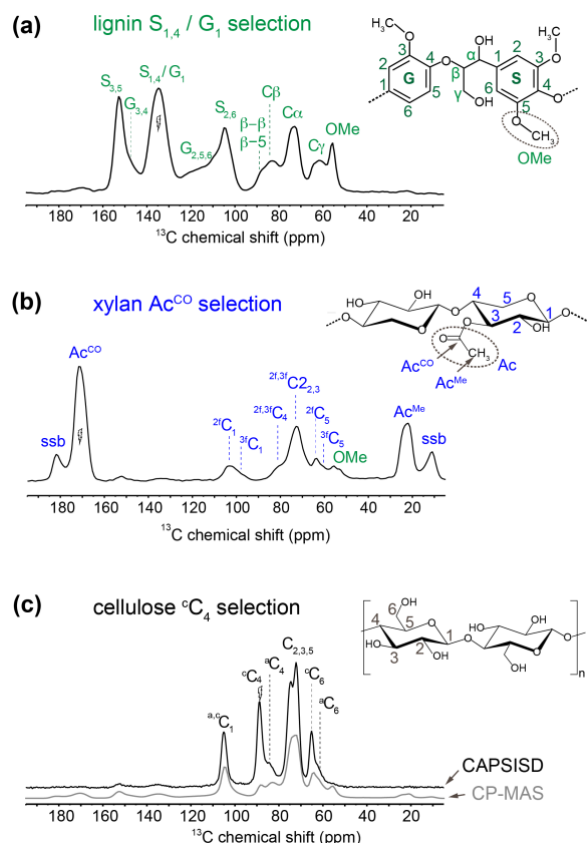 (a) lignin S1,4 / G1 selection
S3,5
S1,4/ G1
G3,4
G2,5,6
S2,6
β–β
β–5
Cβ
Cα
Cγ
OMe
180 160 140 120 100 80 60 40 20
13C chemical shift (ppm)
CH3
O
3
2
4
G
1
5
6
O
OH
α
β
γ
OH
1
2
S
3
4
5
6
O
CH3
O
O
CH3
OMe
(b) xylan AcCO selection
AcCO
ssb
2fC1
3fC1
2f,3fC4
2f,3fC22,3
2fC5
3fC5
OMe
AcMe
ssb
180 160 140 120 100 80 60 40 20
13C chemical shift (ppm)
OH
HO
O
O
OH
O
4
5
O
3
2
1
OH
O
O
O
CH3
AcCO
Ac
AcMe
(c) cellulose cC4 selection
a,cC1
cC4
aC4
C2,3,5
cC6
aC6
CAPSISD
CP-MAS
180 160 140 120 100 80 60 40 20
13C chemical shift (ppm)
OH
6
4
5
O
HO
3
2
OH
1
O
OH
HO
O
O
OH
n